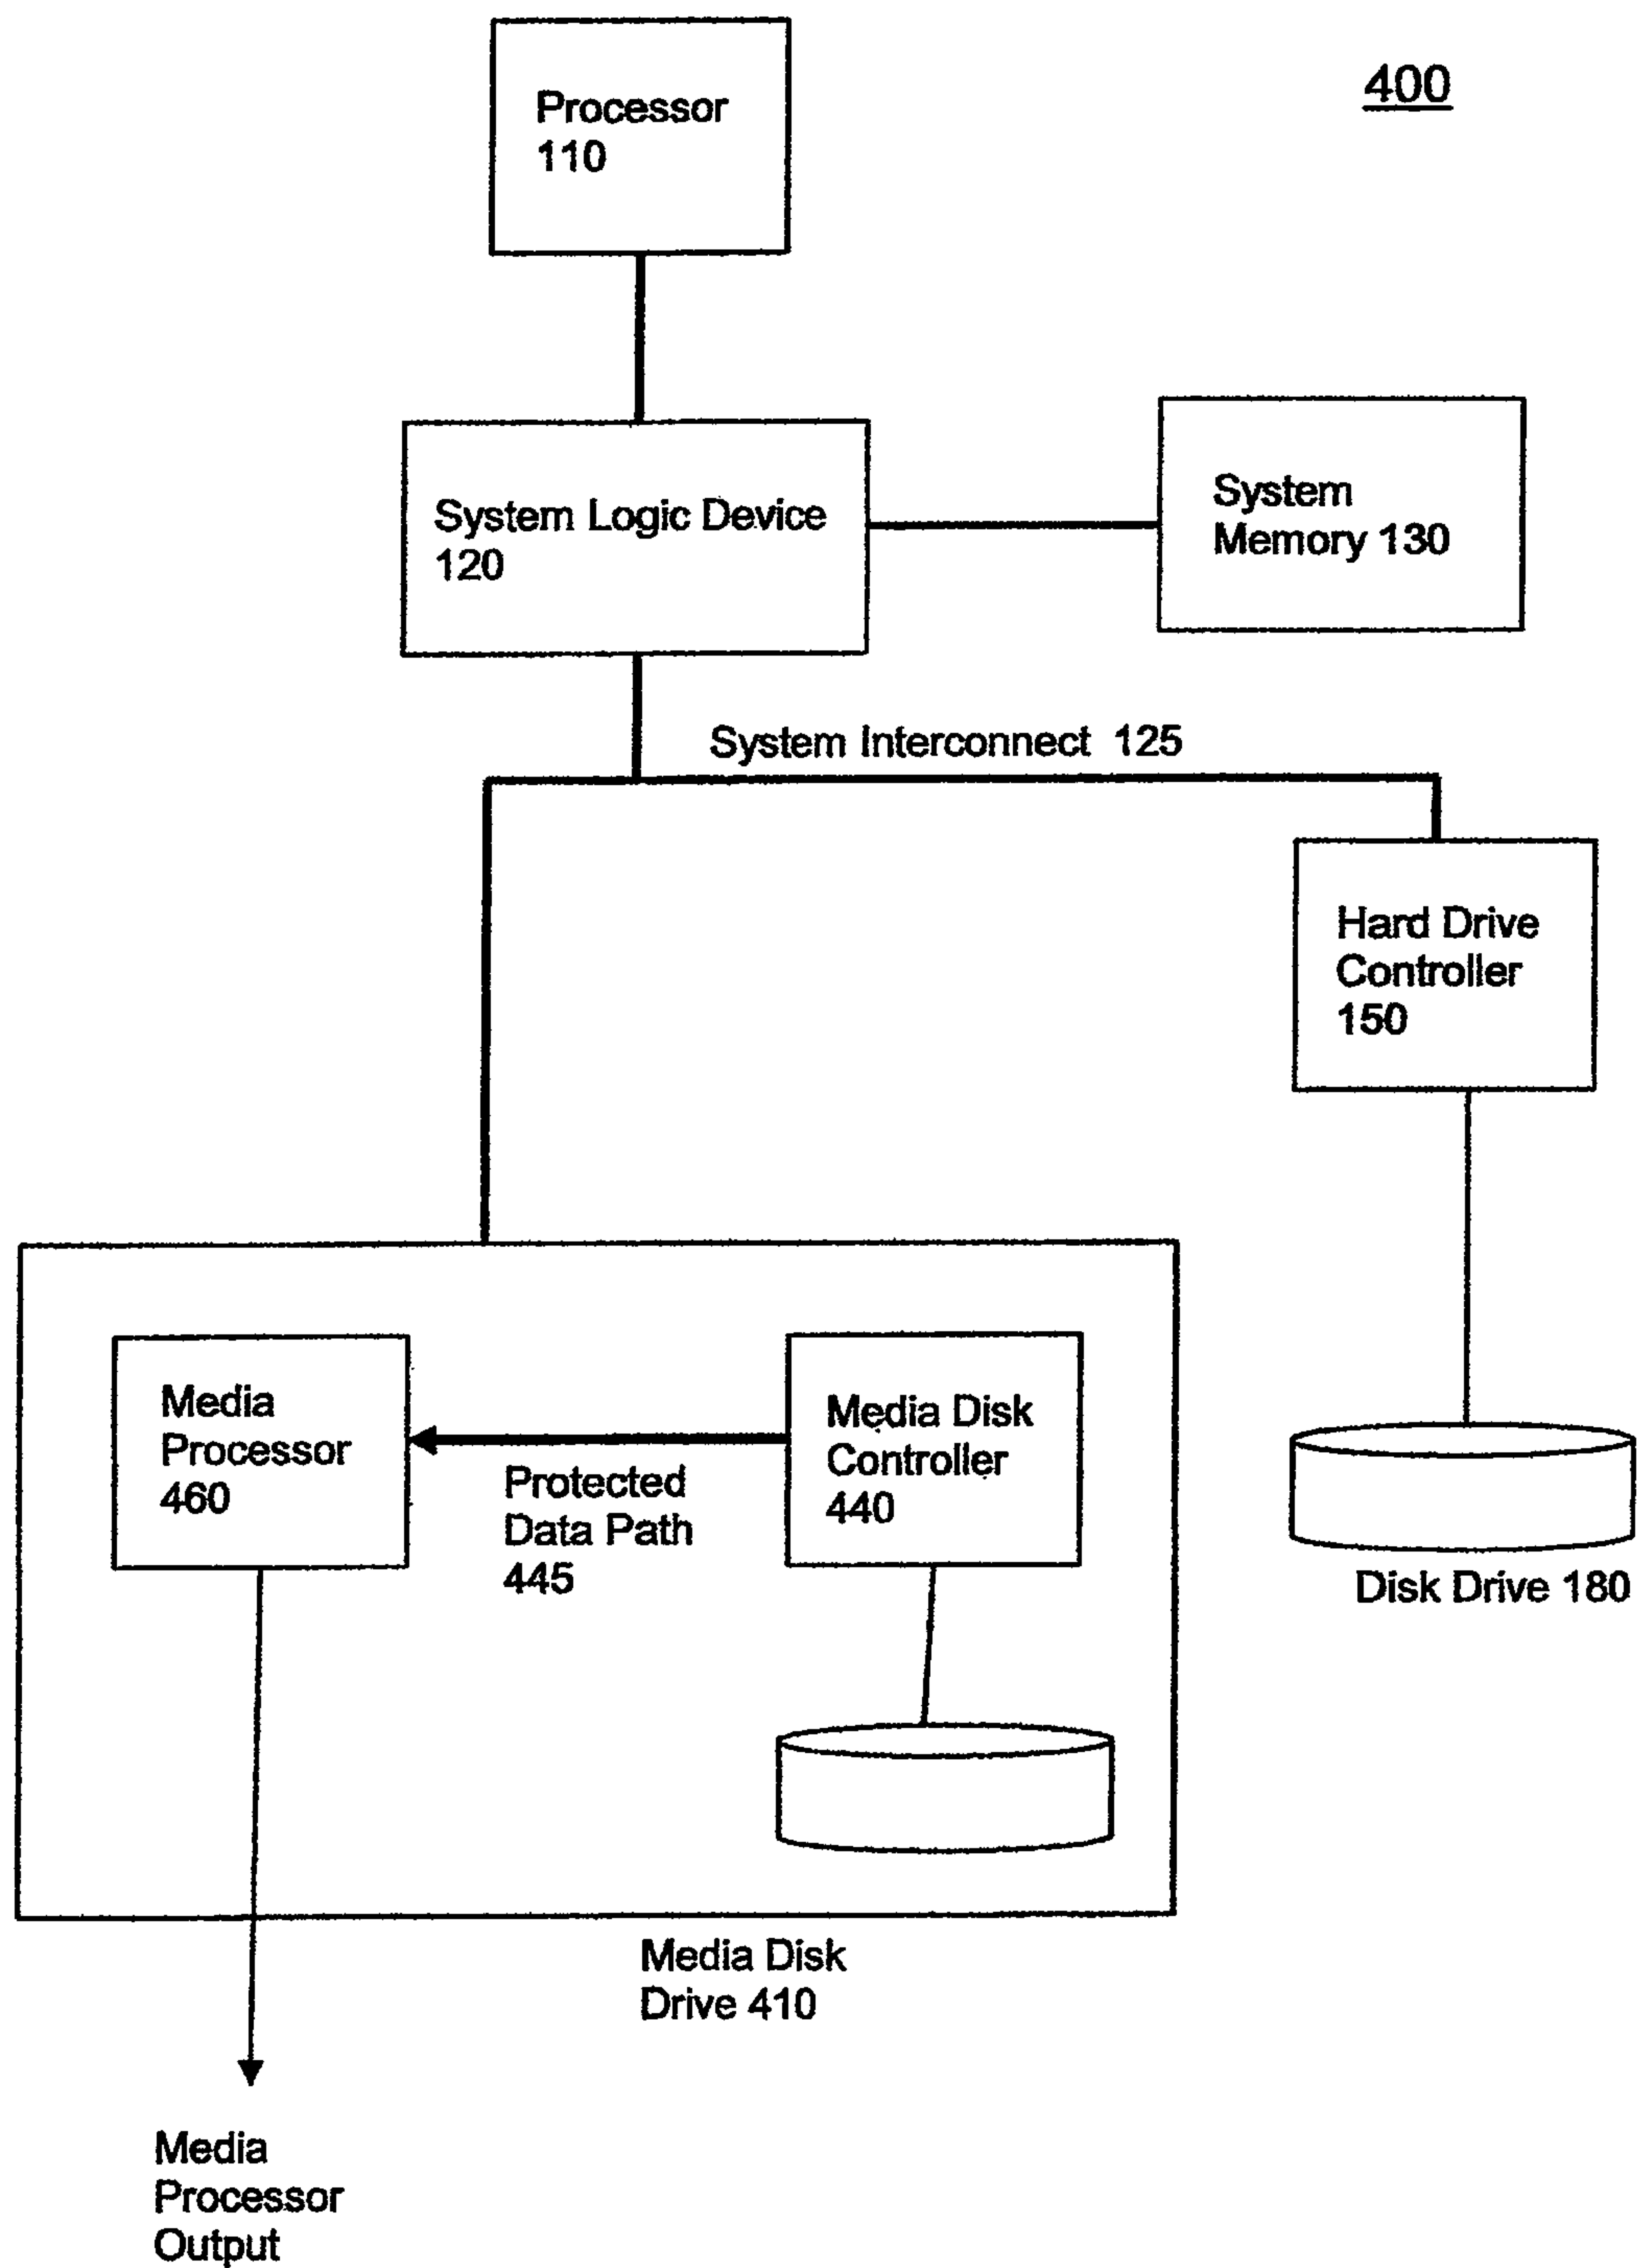 400
Processor
110
System Logic Device
120
System
Memory 130
System Interconnect 125
Hard Drive
Controller
150
Media
Processor
460
Protected
Data Path
445
Media Disk
Controller
440
Disk Drive 180
Media Disk
Drive 410
Media
Processor
Output